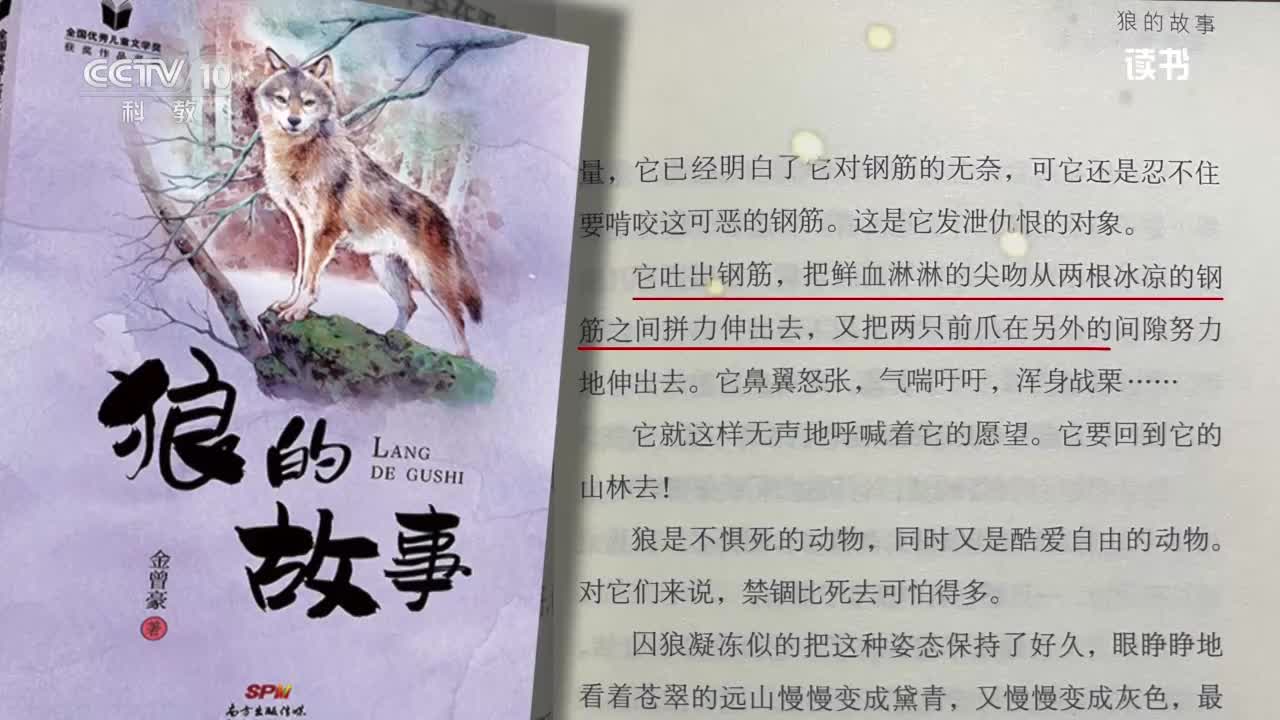 全国优秀儿童文学奖
获奖作品
CCTV 10
科教
狼的
故事
LANG
DE GUSHI
金曾豪
著
SPM
南方出版传媒
狼的故事
读书
量，它已经明白了它对钢筋的无奈，可它还是忍不住
要啃咬这可恶的钢筋。这是它发泄仇恨的对象。
它吐出钢筋，把鲜血淋淋的尖吻从两根冰凉的钢
筋之间拼力伸出去，又把两只前爪在另外的间隙努力
地伸出去。它鼻翼怒张，气喘吁吁，浑身战栗……
它就这样无声地呼喊着它的愿望。它要回到它的
山林去！
狼是不惧死的动物，同时又是酷爱自由的动物。
对它们来说，禁锢比死去可怕得多。
囚狼凝冻似的把这种姿态保持了好久，眼睁睁地
看着苍翠的远山慢慢变成黛青，又慢慢变成灰色，最